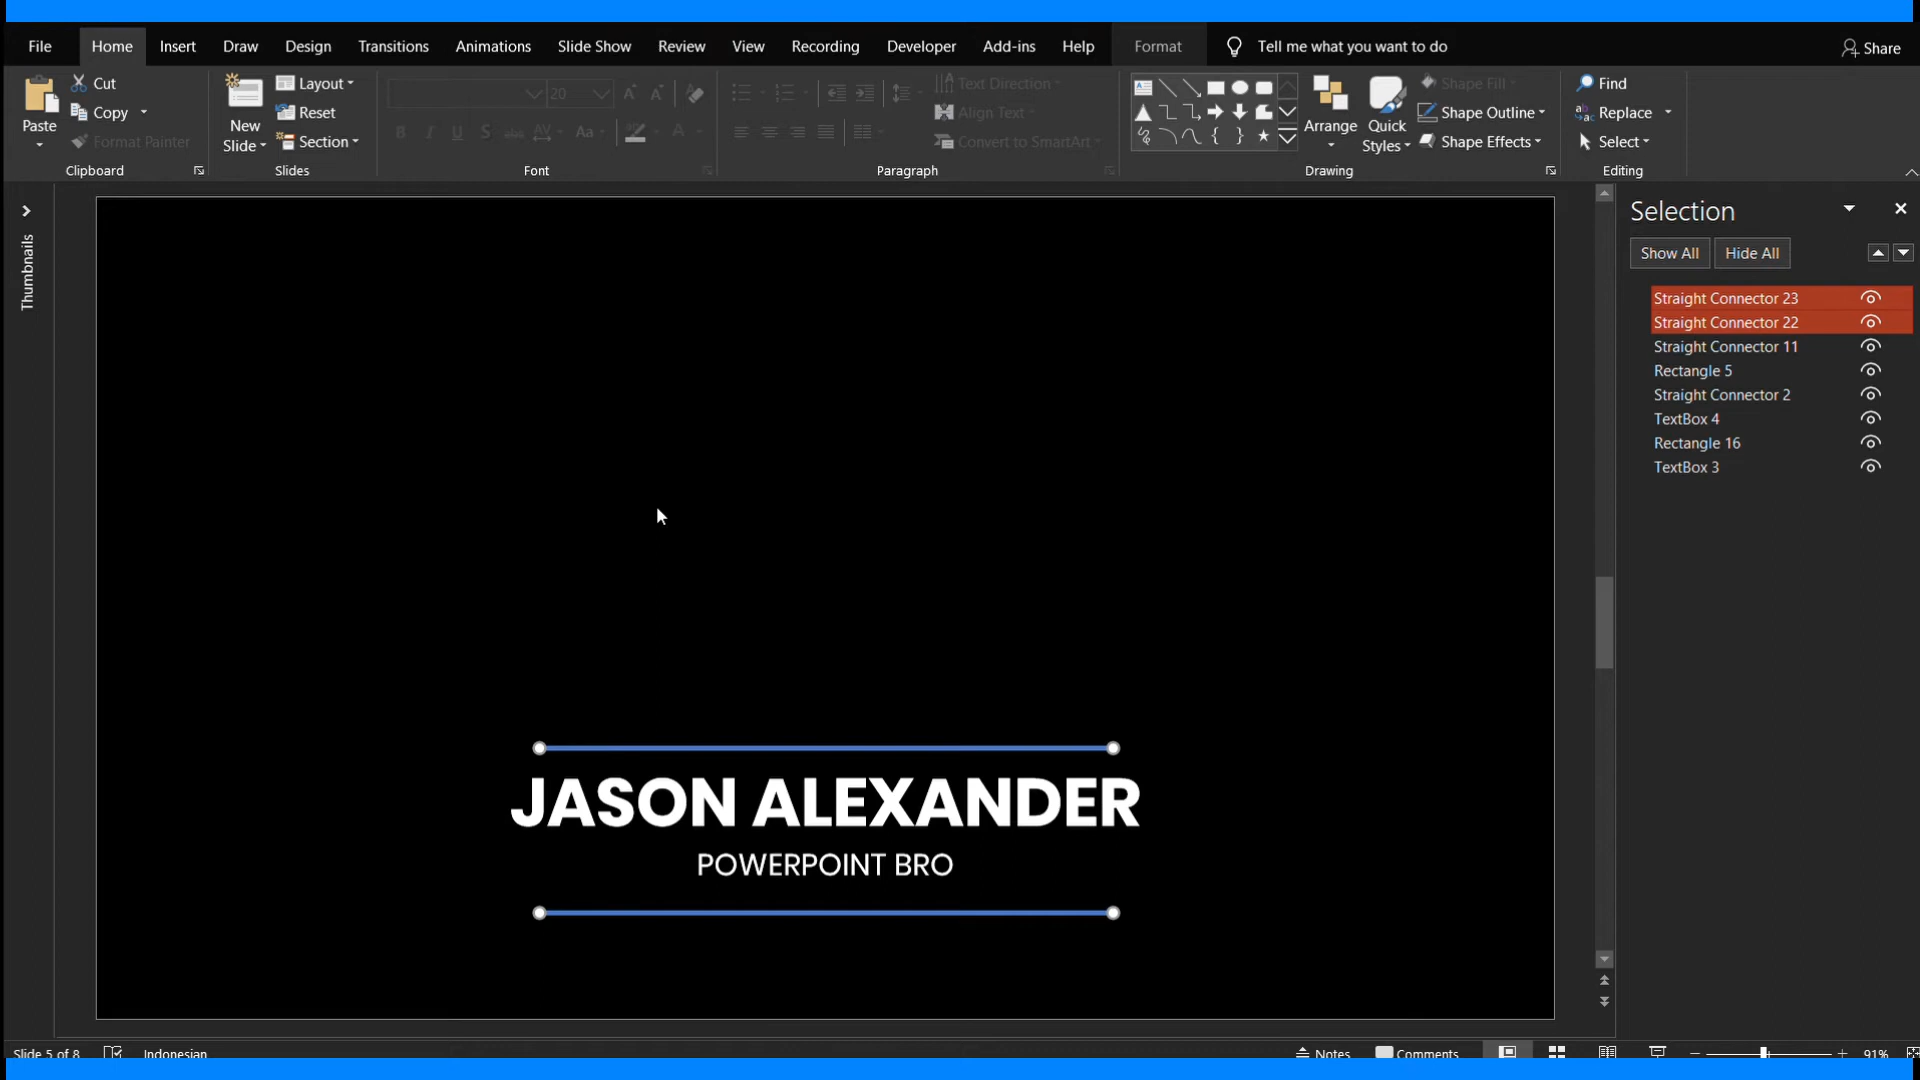 File Home Insert Draw Design Transitions Animations Slide Show Review View Recording Developer Add-ins Help Format Tell me what you want to do Share
Paste
Cut
Copy
Format Painter
Clipboard
New Slide
Layout
Reset
Section
Slides
20
B I U S abc AV Aa A
Font
Text Direction
Align Text
Convert to SmartArt
Paragraph
Arrange
Quick Styles
Shape Fill
Shape Outline
Shape Effects
Drawing
Find
Replace
Select
Editing
Thumbnails
JASON ALEXANDER
POWERPOINT BRO
Selection
Show All Hide All
Straight Connector 23
Straight Connector 22
Straight Connector 11
Rectangle 5
Straight Connector 2
TextBox 4
Rectangle 16
TextBox 3
Slide 5 of 8 Indonesian Notes Comments 91%